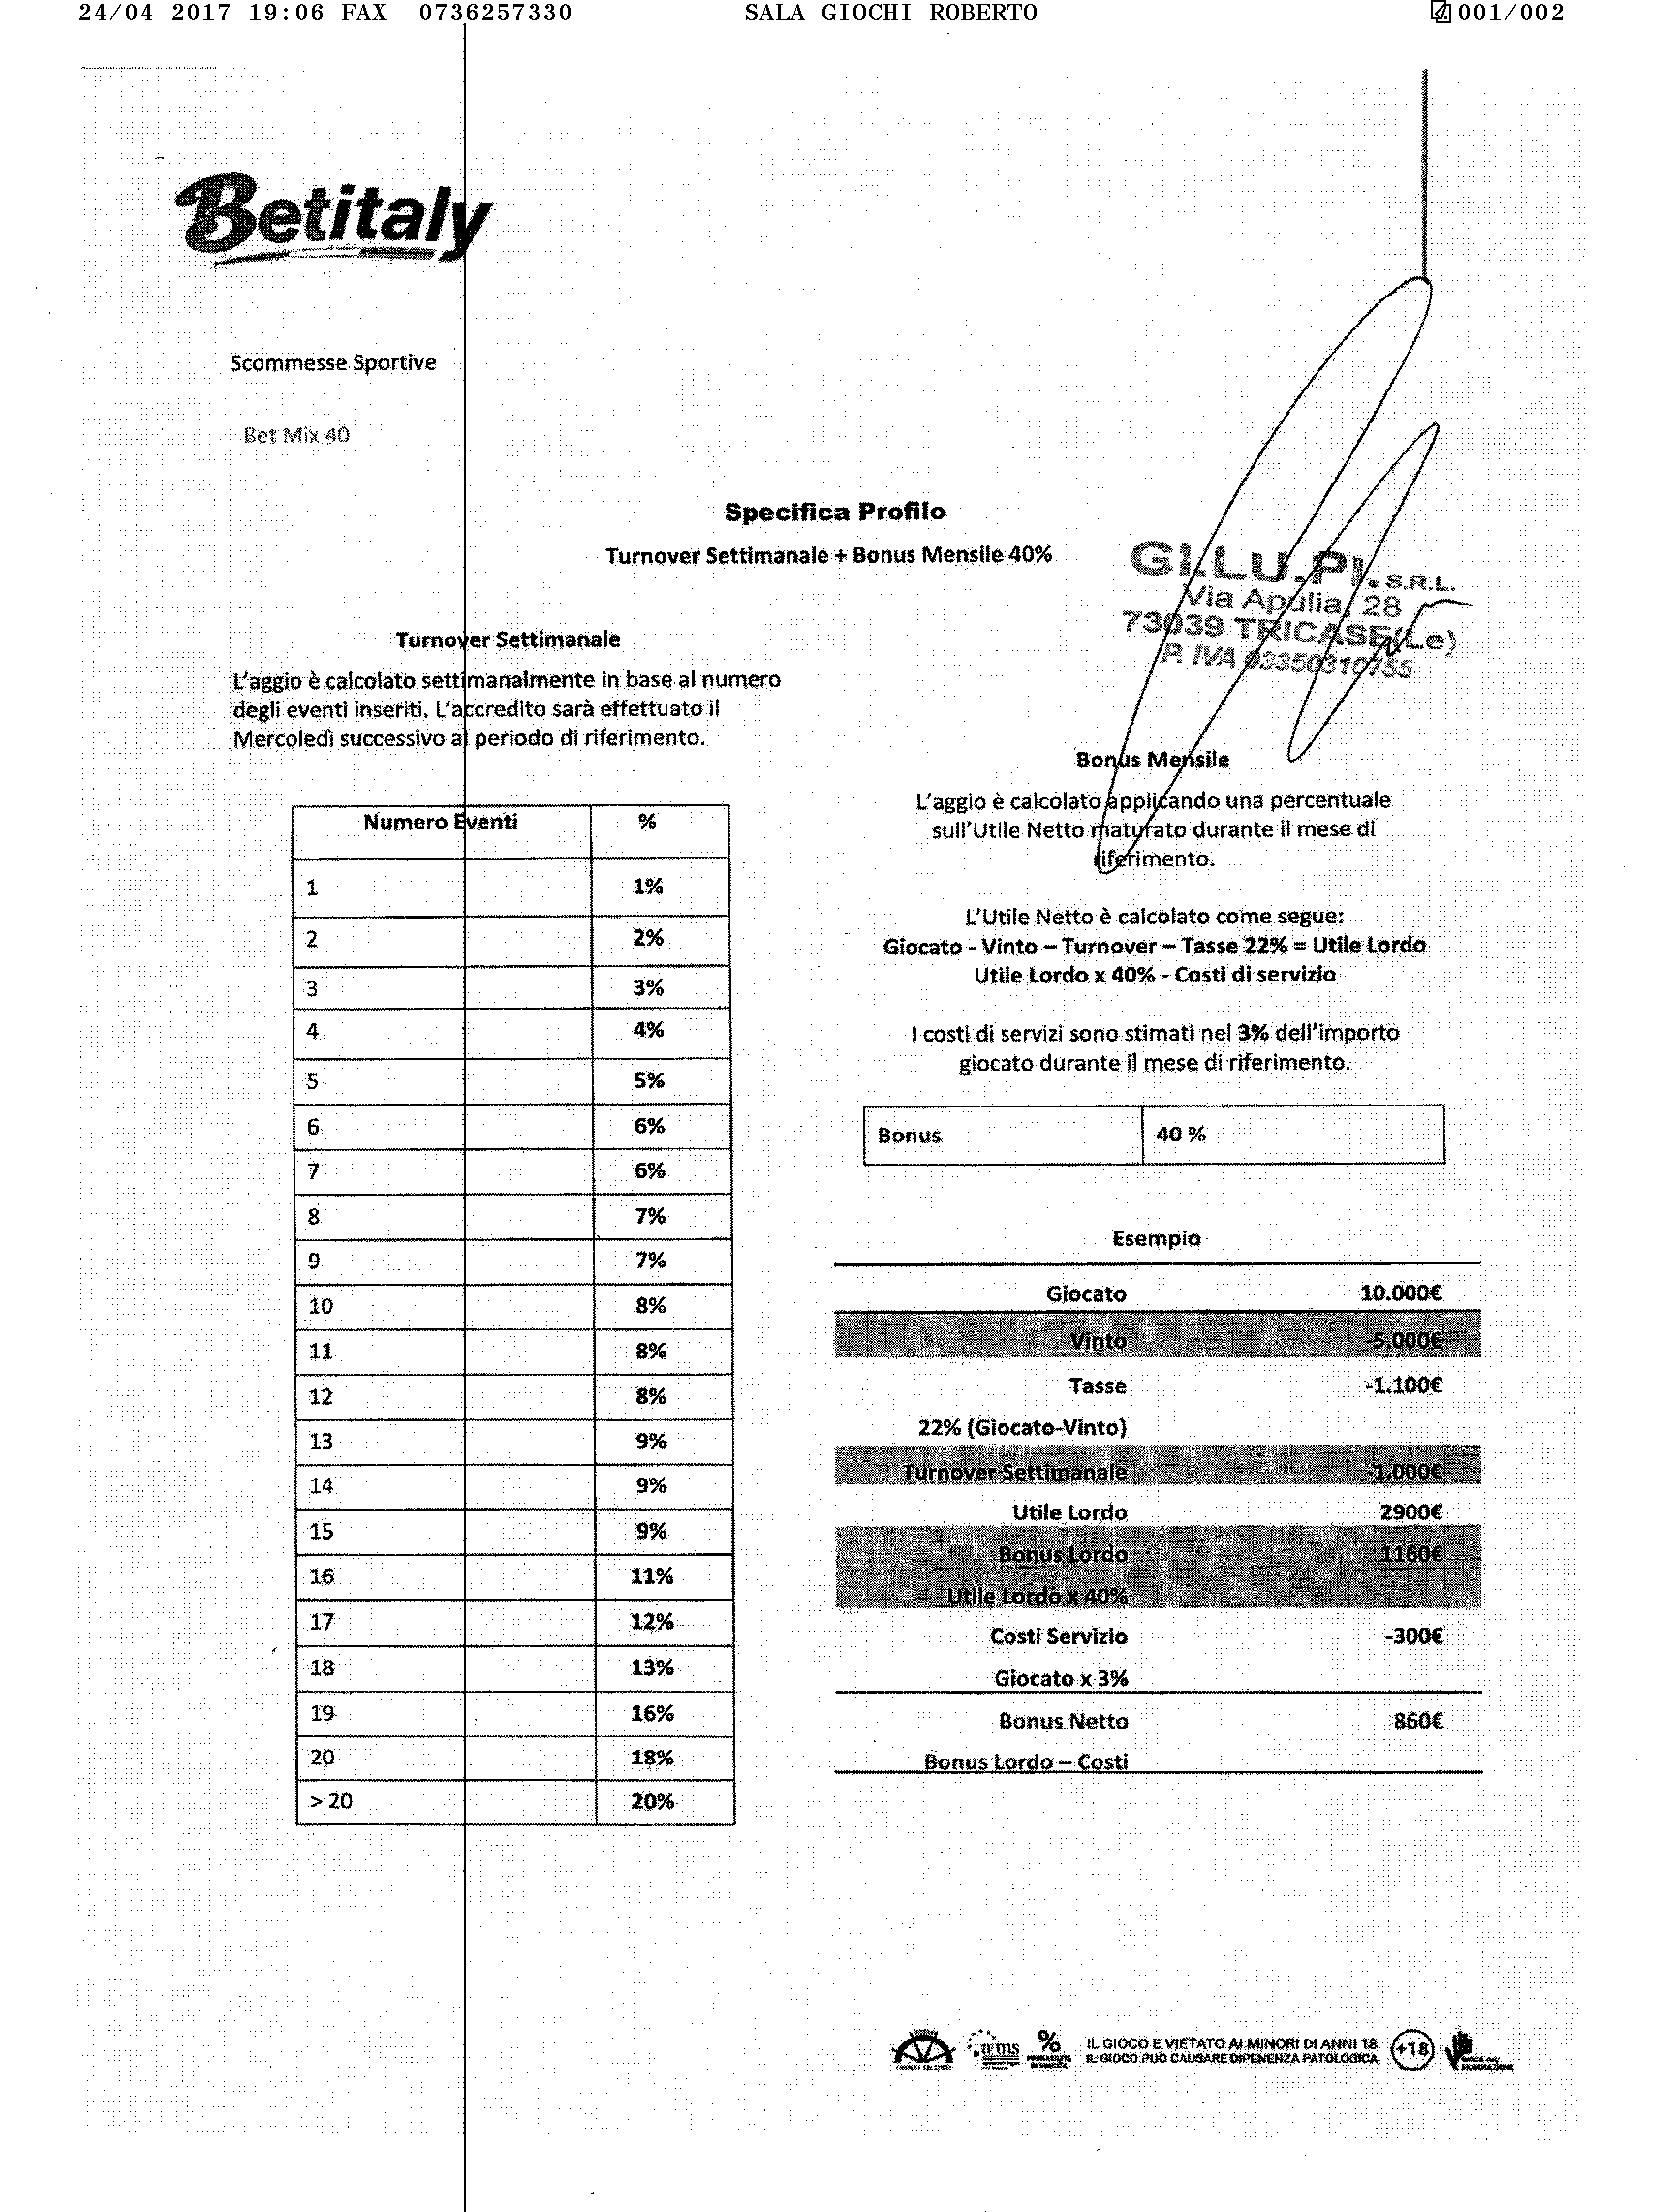 24/04 2017 19:06 FAX 0736257330 SALA GIOCHI ROBERTO 001/002
Betitaly
Scommesse Sportive
Bet Mix 40
Specifica Profilo
Turnover Settimanale + Bonus Mensile 40%
GI.LU.PI. S.R.L.
Via Apulia, 28
73039 TRICASE (Le)
P. IVA 03350310755
Turnover Settimanale
L'aggio è calcolato settimanalmente in base al numero
degli eventi inseriti. L'accredito sarà effettuato il
Mercoledì successivo al periodo di riferimento.
Numero Eventi %
1 1%
2 2%
3 3%
4 4%
5 5%
6 6%
7 6%
8 7%
9 7%
10 8%
11 8%
12 8%
13 9%
14 9%
15 9%
16 11%
17 12%
18 13%
19 16%
20 18%
> 20 20%
Bonus Mensile
L'aggio è calcolato applicando una percentuale
sull'Utile Netto maturato durante il mese di
riferimento.
L'Utile Netto è calcolato come segue:
Giocato - Vinto – Turnover – Tasse 22% = Utile Lordo
Utile Lordo x 40% - Costi di servizio
I costi di servizi sono stimati nel 3% dell'importo
giocato durante il mese di riferimento.
Bonus 40 %
Esempio
Giocato 10.000€
Vinto -5.000€
Tasse -1.100€
22% (Giocato-Vinto)
Turnover Settimanale -1.000€
Utile Lordo 2900€
Bonus Lordo 1160€
Utile Lordo x 40%
Costi Servizio -300€
Giocato x 3%
Bonus Netto 860€
Bonus Lordo – Costi
%
IL GIOCO E VIETATO AI MINORI DI ANNI 18
IL GIOCO PUO CAUSARE DIPENENZA PATOLOGICA
+18